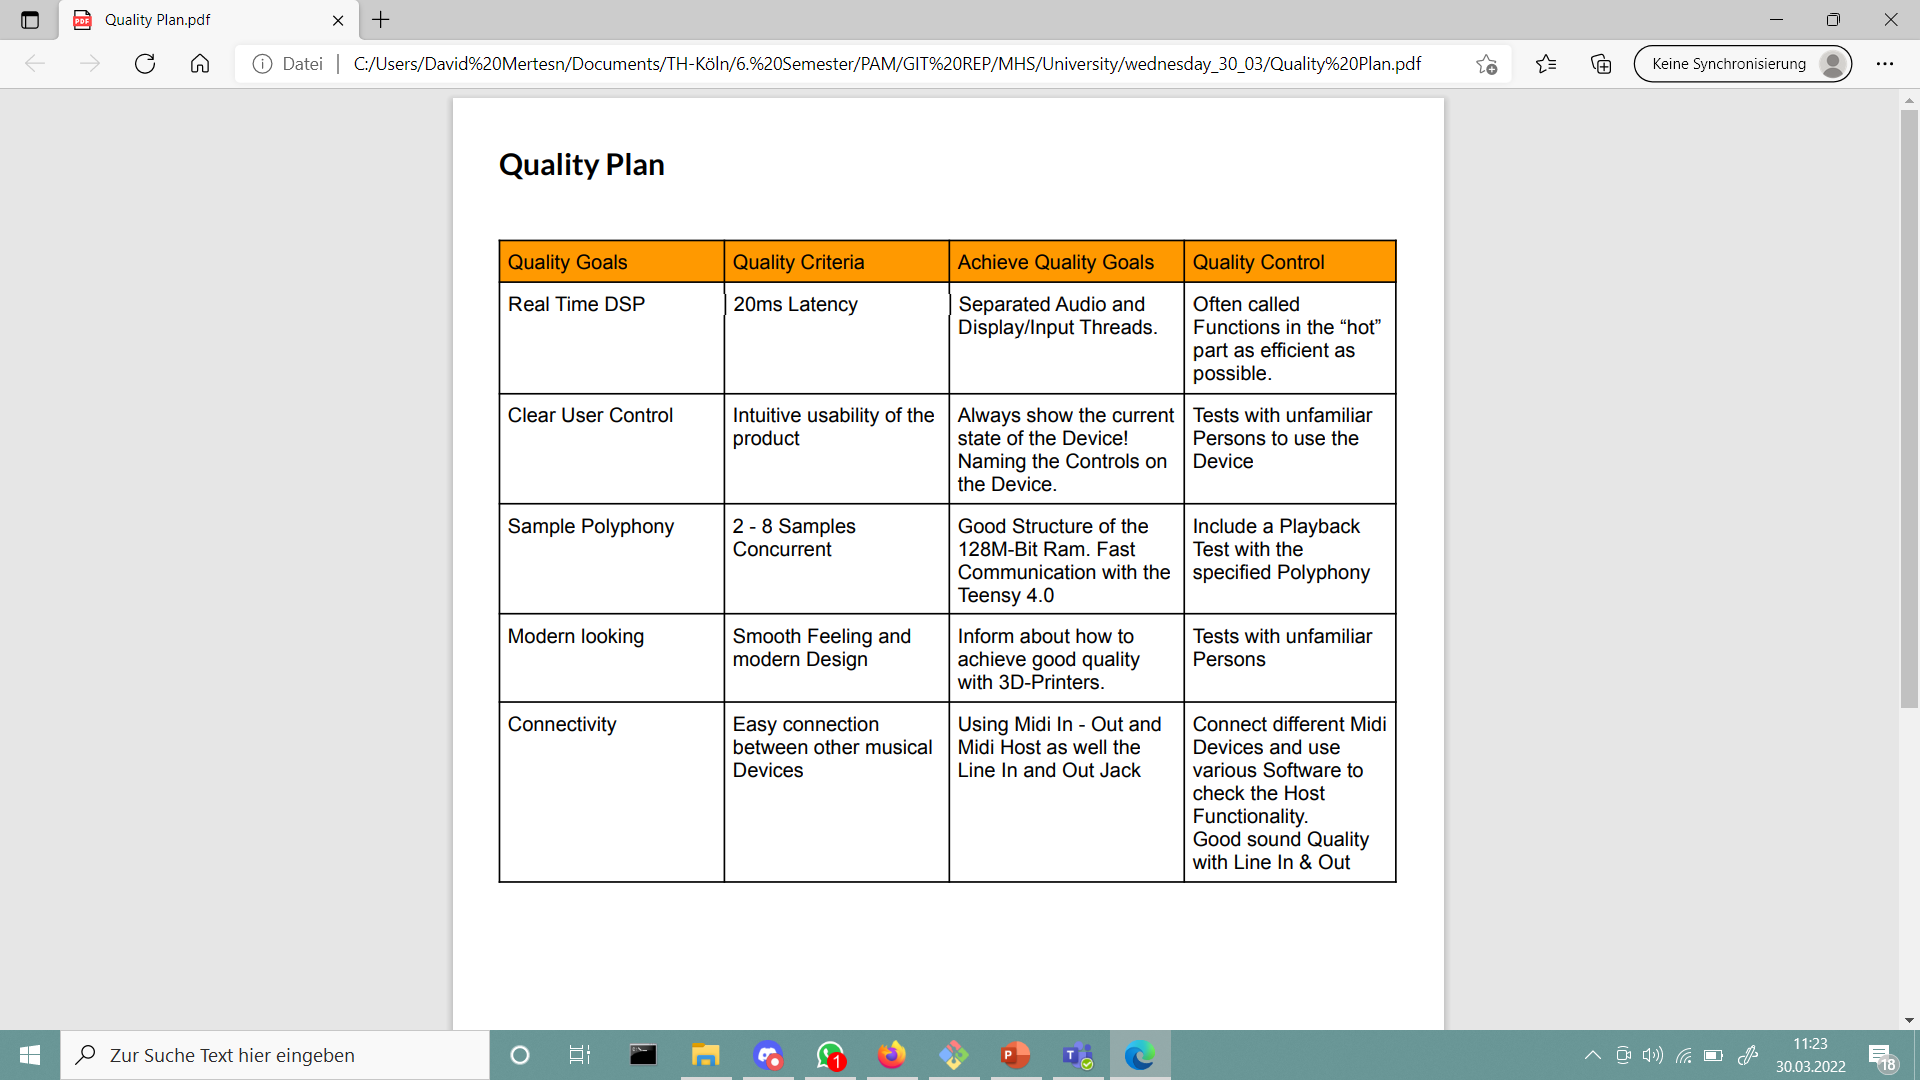 Quality Plan.pdf
Datei
C:/Users/David%20Mertesn/Documents/TH-Köln/6.%20Semester/PAM/GIT%20REP/MHS/University/wednesday_30_03/Quality%20Plan.pdf
Keine Synchronisierung
Quality Plan
Quality Goals
Quality Criteria
Achieve Quality Goals
Quality Control
Real Time DSP
20ms Latency
Separated Audio and
Display/Input Threads.
Often called
Functions in the “hot”
part as efficient as
possible.
Clear User Control
Intuitive usability of the
product
Always show the current
state of the Device!
Naming the Controls on
the Device.
Tests with unfamiliar
Persons to use the
Device
Sample Polyphony
2 - 8 Samples
Concurrent
Good Structure of the
128M-Bit Ram. Fast
Communication with the
Teensy 4.0
Include a Playback
Test with the
specified Polyphony
Modern looking
Smooth Feeling and
modern Design
Inform about how to
achieve good quality
with 3D-Printers.
Tests with unfamiliar
Persons
Connectivity
Easy connection
between other musical
Devices
Using Midi In - Out and
Midi Host as well the
Line In and Out Jack
Connect different Midi
Devices and use
various Software to
check the Host
Functionality.
Good sound Quality
with Line In & Out
Zur Suche Text hier eingeben
1
11:23
30.03.2022
18